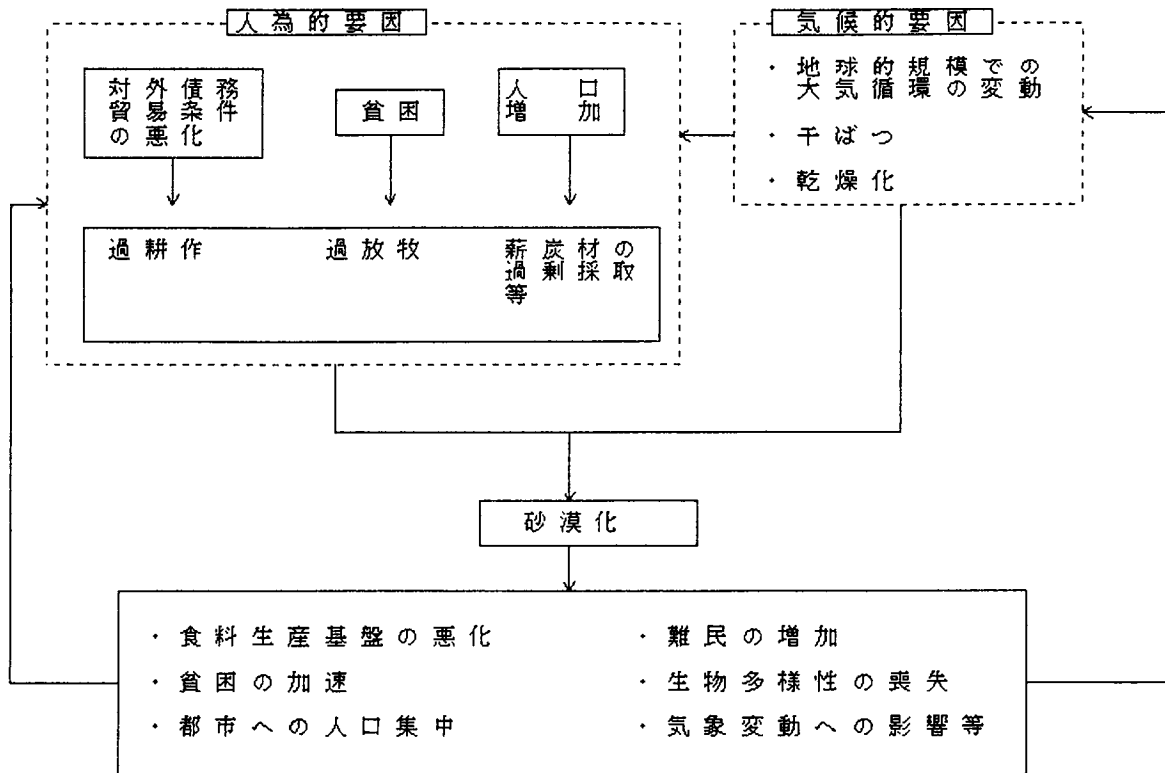 人為的要因
対外債務
貿易条件
の悪化
貧困
人口
増加
過耕作
過放牧
薪炭材の
過剰採取
等
気候的要因
・地球的規模での
大気循環の変動
・干ばつ
・乾燥化
砂漠化
・食料生産基盤の悪化
・貧困の加速
・都市への人口集中
・難民の増加
・生物多様性の喪失
・気象変動への影響等